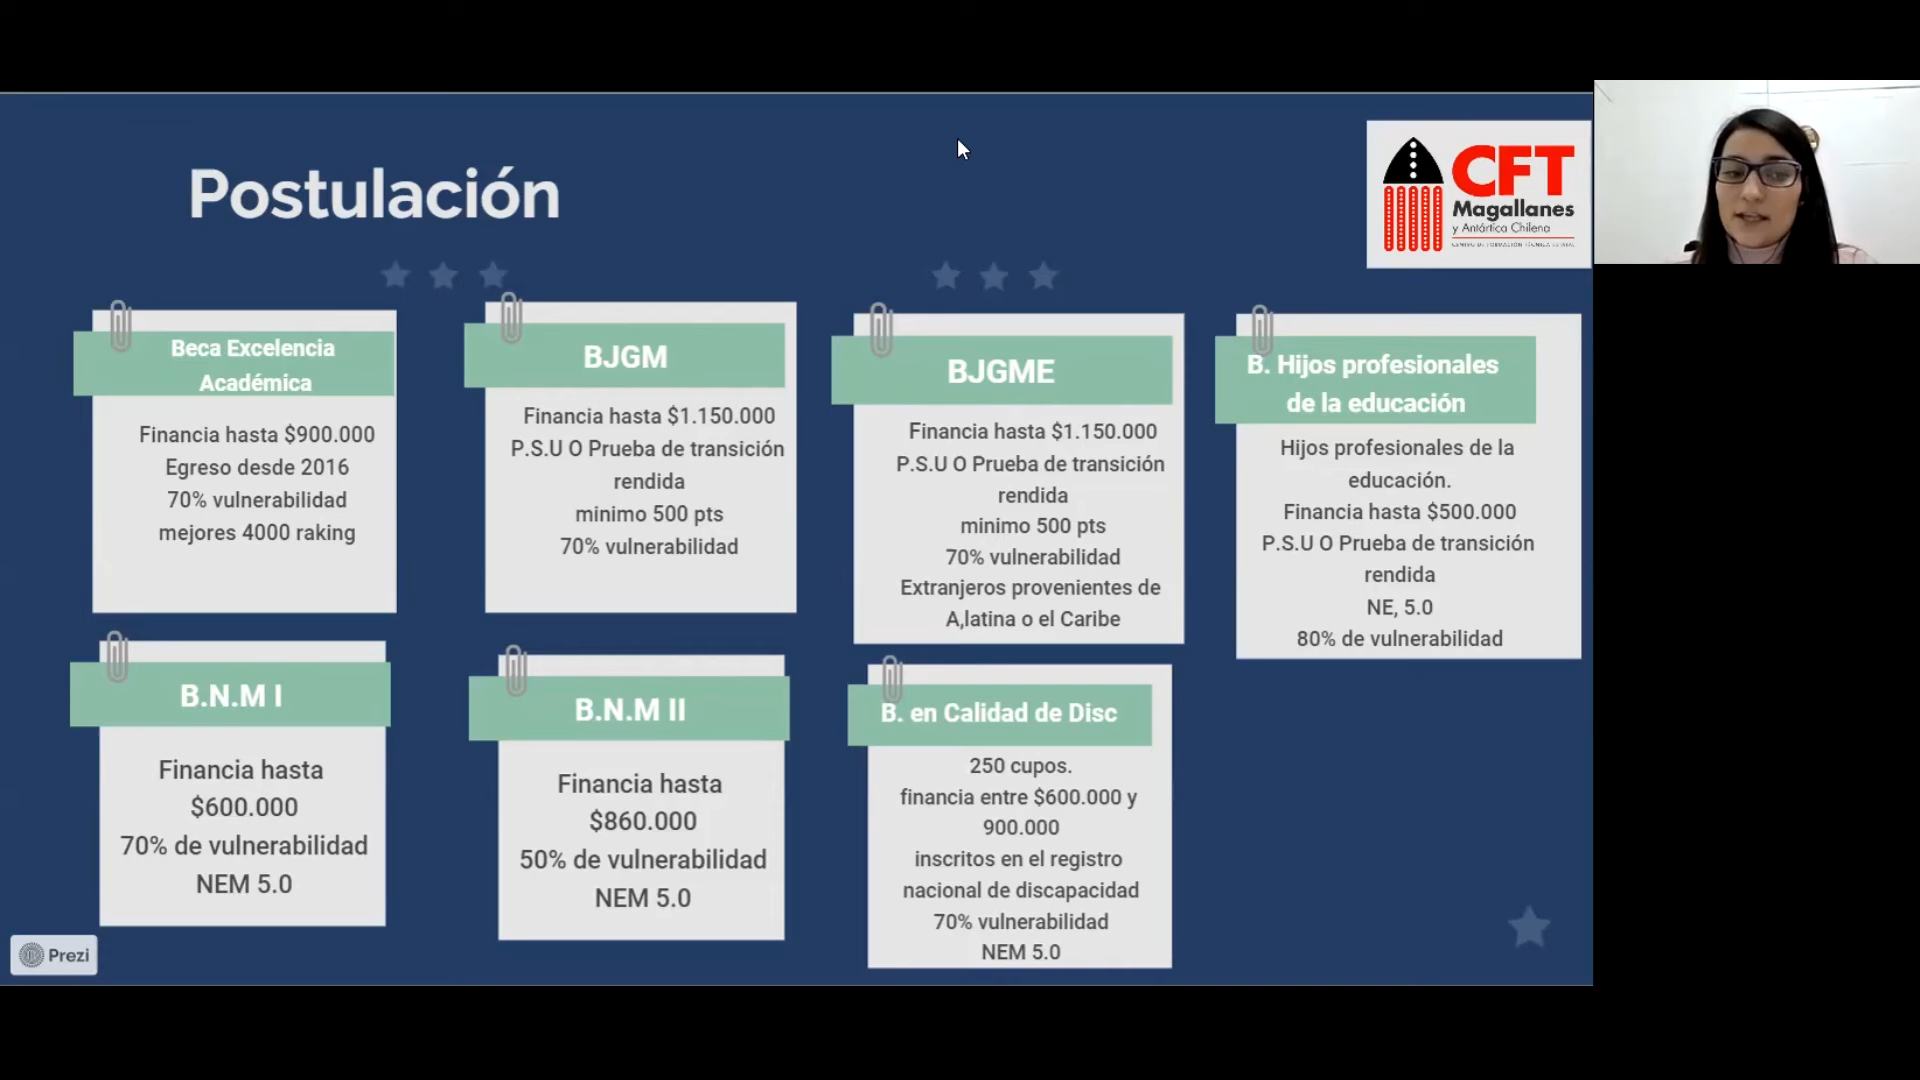 Postulación
CFT
Magallanes
y Antártica Chilena
CENTRO DE FORMACIÓN TÉCNICA ESTATAL
Beca Excelencia
Académica
Financia hasta $900.000
Egreso desde 2016
70% vulnerabilidad
mejores 4000 raking
BJGM
Financia hasta $1.150.000
P.S.U O Prueba de transición
rendida
minimo 500 pts
70% vulnerabilidad
BJGME
Financia hasta $1.150.000
P.S.U O Prueba de transición
rendida
minimo 500 pts
70% vulnerabilidad
Extranjeros provenientes de
A,latina o el Caribe
B. Hijos profesionales
de la educación
Hijos profesionales de la
educación.
Financia hasta $500.000
P.S.U O Prueba de transición
rendida
NE, 5.0
80% de vulnerabilidad
B.N.M I
Financia hasta
$600.000
70% de vulnerabilidad
NEM 5.0
B.N.M II
Financia hasta
$860.000
50% de vulnerabilidad
NEM 5.0
B. en Calidad de Disc
250 cupos.
financia entre $600.000 y
900.000
inscritos en el registro
nacional de discapacidad
70% vulnerabilidad
NEM 5.0
Prezi